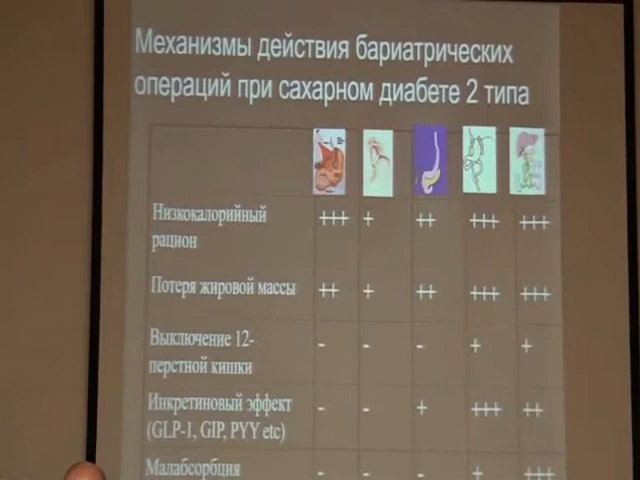 Механизмы действия бариатрических
операций при сахарном диабете 2 типа
Низкокалорийный +++ + ++ +++ +++
рацион
Потеря жировой массы ++ + ++ +++ +++
Выключение 12- - - - + +
перстной кишки
Инкретиновый эффект - - + +++ ++
(GLP-1, GIP, PYY etc)
Малабсорбция - - - + +++